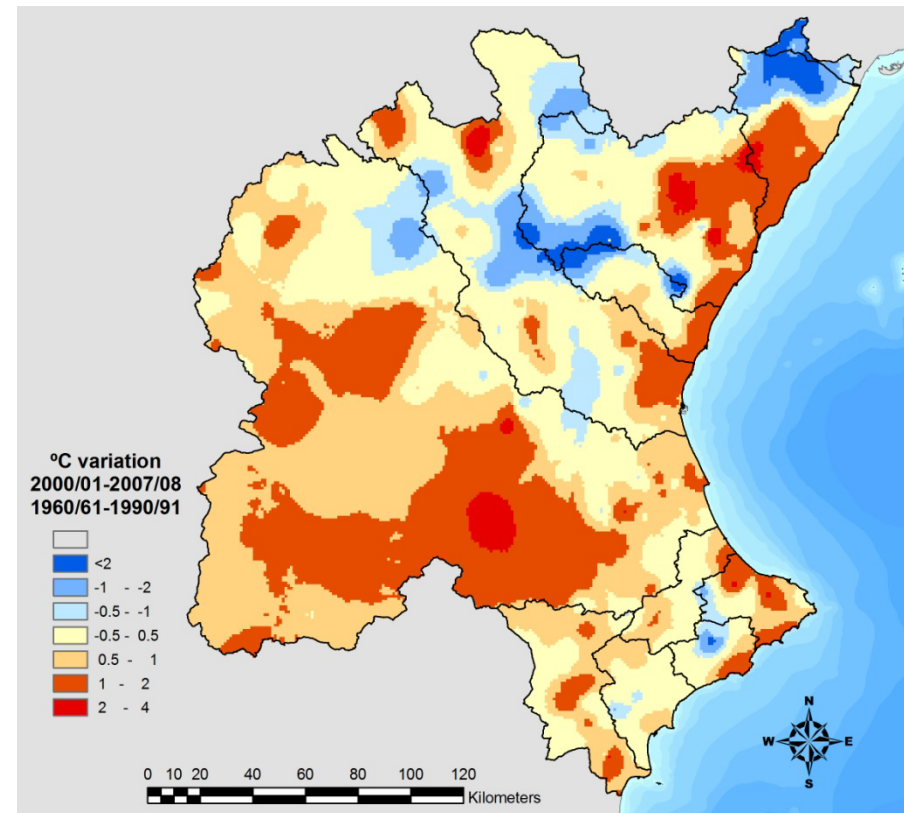 ºC variation
2000/01-2007/08
1960/61-1990/91
<2
-1 - -2
-0.5 - -1
-0.5 - 0.5
0.5 - 1
1 - 2
2 - 4
N
W E
S
0 10 20 40 60 80 100 120
Kilometers